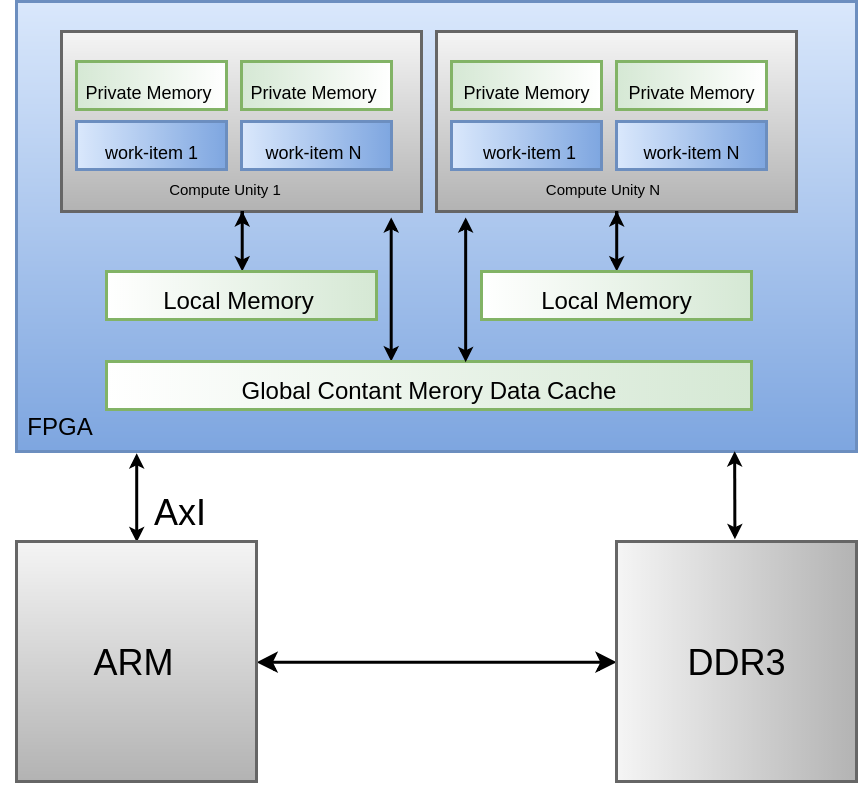 Private Memory
Private Memory
work-item 1
work-item N
Compute Unity 1
Private Memory
Private Memory
work-item 1
work-item N
Compute Unity N
Local Memory
Local Memory
Global Contant Merory Data Cache
FPGA
AxI
ARM
DDR3